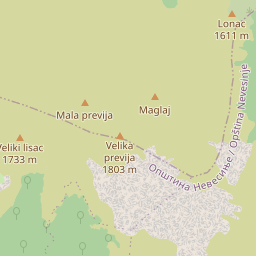 Lonac
1611 m
Mala previja
Maglaj
Veliki lisac
1733 m
Velika
previja
1803 m
Општина Невесиње / Opština Nevesinje